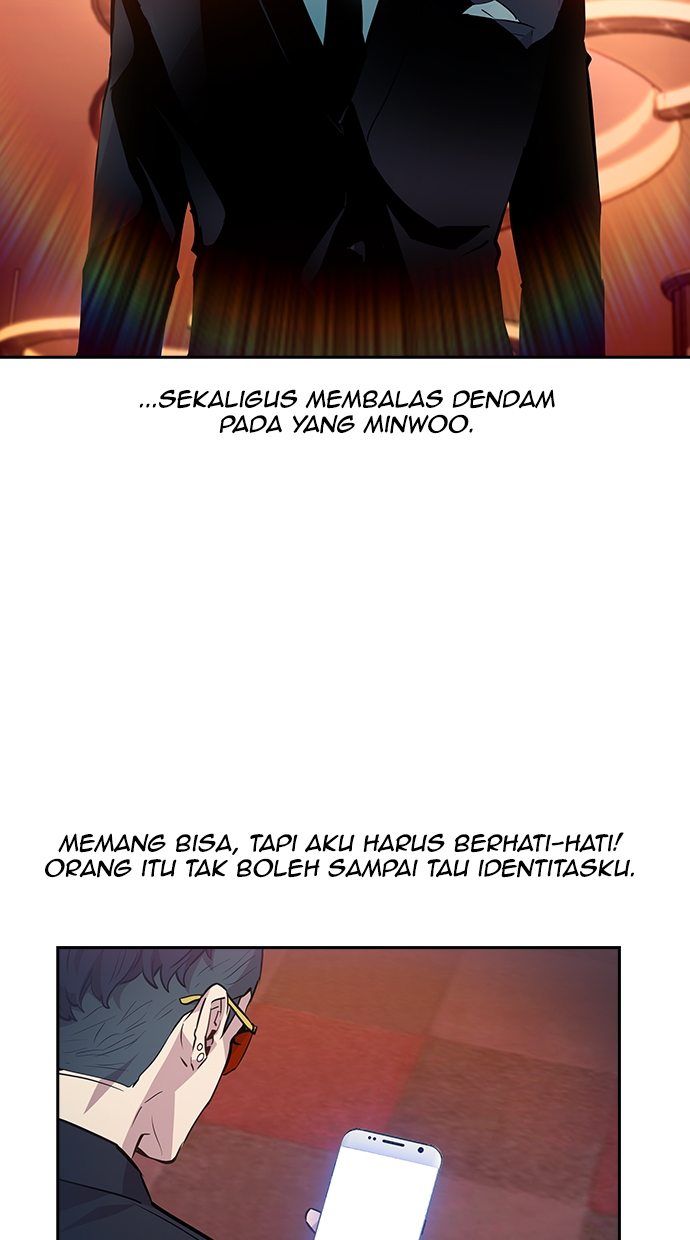 ...SEKALIGUS MEMBALAS DENDAM
PADA YANG MINWOO.
MEMANG BISA, TAPI AKU HARUS BERHATI-HATI!
ORANG ITU TAK BOLEH SAMPAI TAU IDENTITASKU.